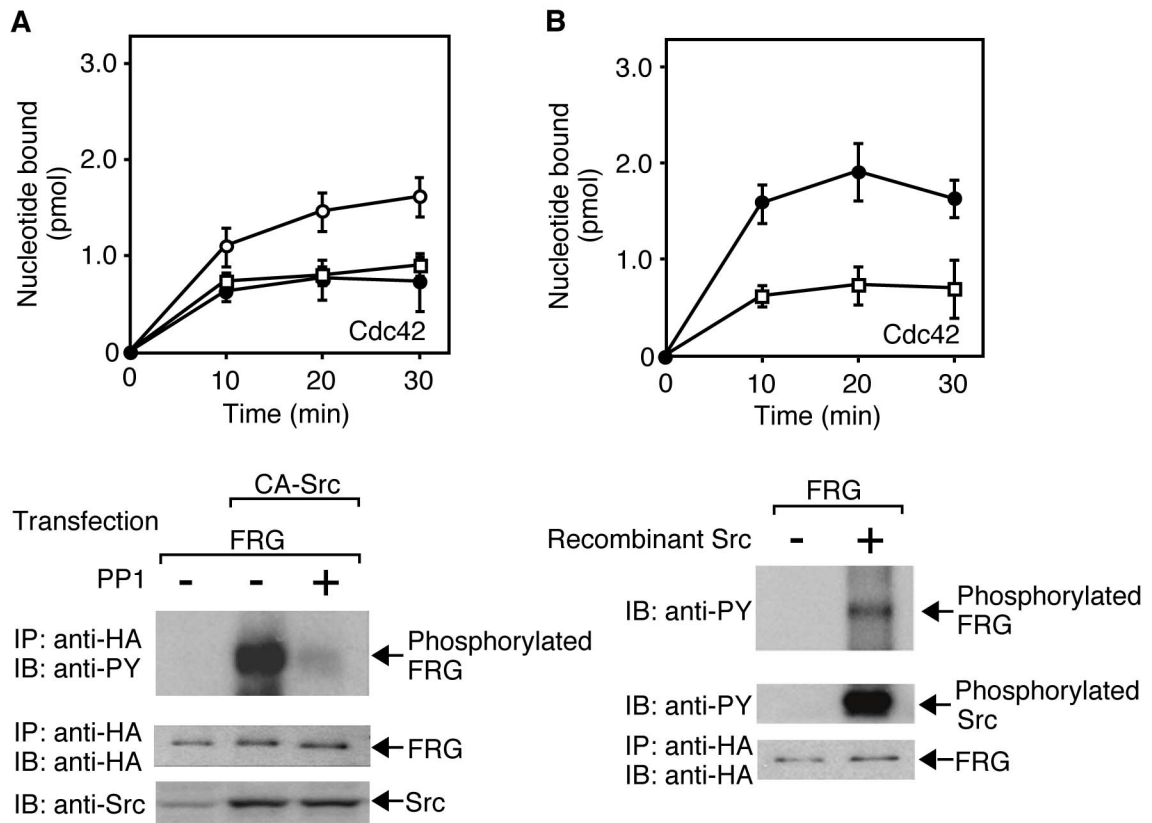 A
Nucleotide bound
(pmol)
3.0
2.0
1.0
0
Cdc42
0 10 20 30
Time (min)
CA-Src
Transfection
FRG
PP1 - - +
IP: anti-HA
IB: anti-PY
Phosphorylated
FRG
IP: anti-HA
IB: anti-HA
FRG
IB: anti-Src
Src
B
Nucleotide bound
(pmol)
3.0
2.0
1.0
0
Cdc42
0 10 20 30
Time (min)
FRG
Recombinant Src - +
IB: anti-PY
Phosphorylated
FRG
IB: anti-PY
Phosphorylated
Src
IP: anti-HA
IB: anti-HA
FRG